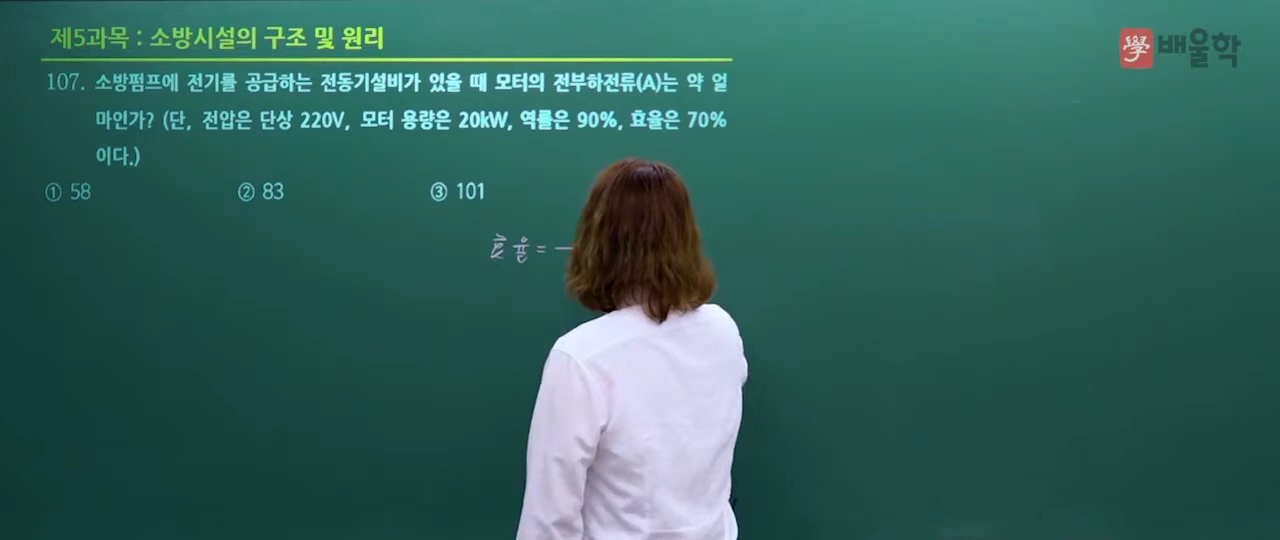 제5과목 : 소방시설의 구조 및 원리
學 배울학
107. 소방펌프에 전기를 공급하는 전동기설비가 있을 때 모터의 전부하전류(A)는 약 얼
마인가? (단, 전압은 단상 220V, 모터 용량은 20kW, 역률은 90%, 효율은 70%
이다.)
① 58 ② 83 ③ 101
효율 =